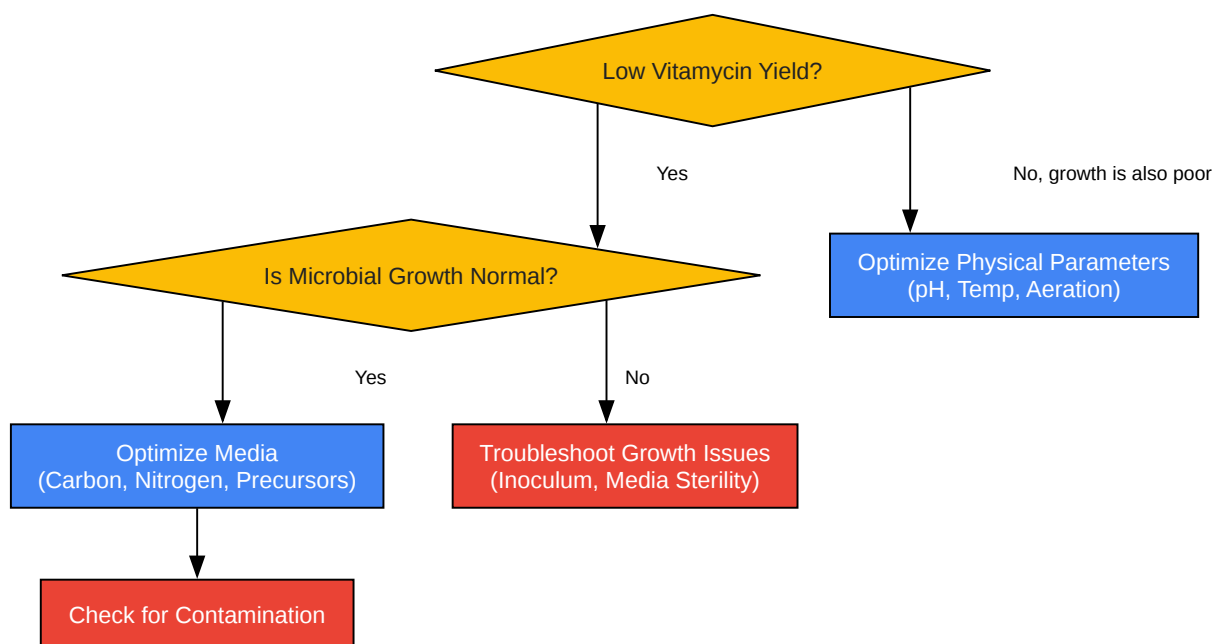 Low Vitamycin Yield?
Yes
No, growth is also poor
Is Microbial Growth Normal?
Optimize Physical Parameters
(pH, Temp, Aeration)
Yes
No
Optimize Media
(Carbon, Nitrogen, Precursors)
Troubleshoot Growth Issues
(Inoculum, Media Sterility)
Check for Contamination